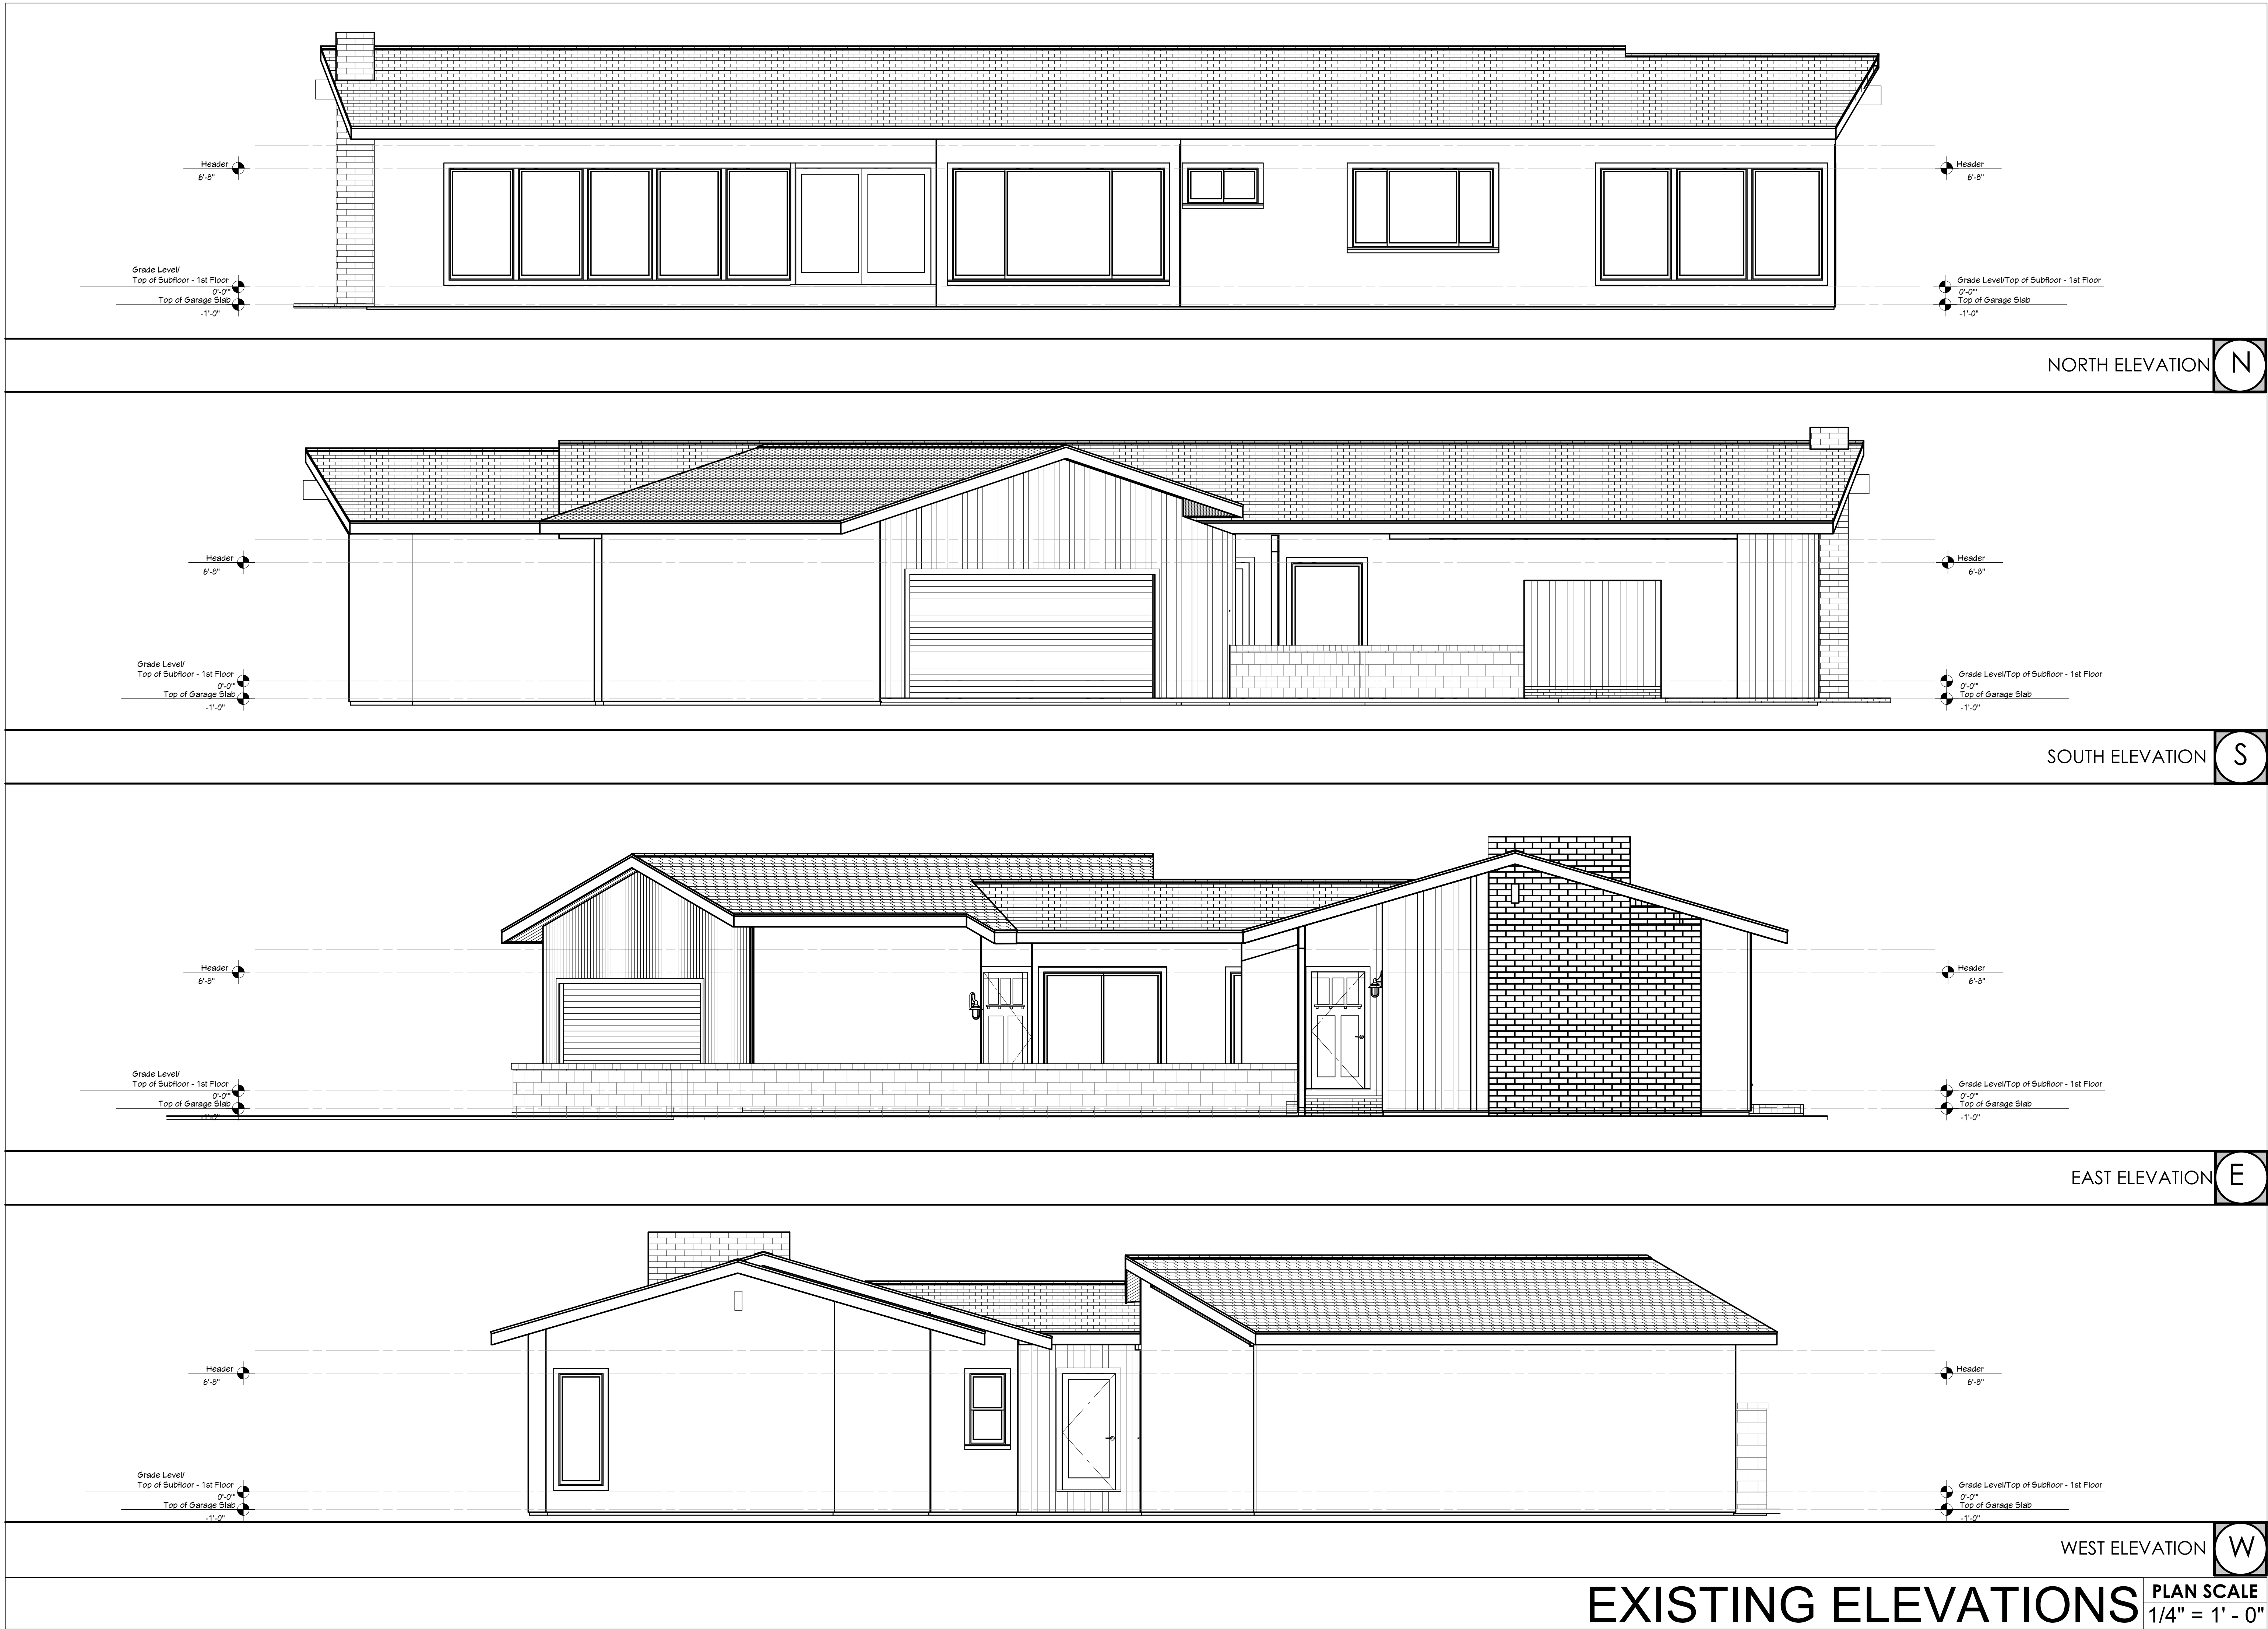 Header
6'-8"
Grade Level/
Top of Subfloor - 1st Floor
0'-0"
Top of Garage Slab
-1'-0"
Header
6'-8"
Grade Level/Top of Subfloor - 1st Floor
0'-0"
Top of Garage Slab
-1'-0"
NORTH ELEVATION N
Header
6'-8"
Grade Level/
Top of Subfloor - 1st Floor
0'-0"
Top of Garage Slab
-1'-0"
Header
6'-8"
Grade Level/Top of Subfloor - 1st Floor
0'-0"
Top of Garage Slab
-1'-0"
SOUTH ELEVATION S
Header
6'-8"
Grade Level/
Top of Subfloor - 1st Floor
0'-0"
Top of Garage Slab
-1'-0"
Header
6'-8"
Grade Level/Top of Subfloor - 1st Floor
0'-0"
Top of Garage Slab
-1'-0"
EAST ELEVATION E
Header
6'-8"
Grade Level/
Top of Subfloor - 1st Floor
0'-0"
Top of Garage Slab
-1'-0"
Header
6'-8"
Grade Level/Top of Subfloor - 1st Floor
0'-0"
Top of Garage Slab
-1'-0"
WEST ELEVATION W
EXISTING ELEVATIONS
PLAN SCALE
1/4" = 1' - 0"